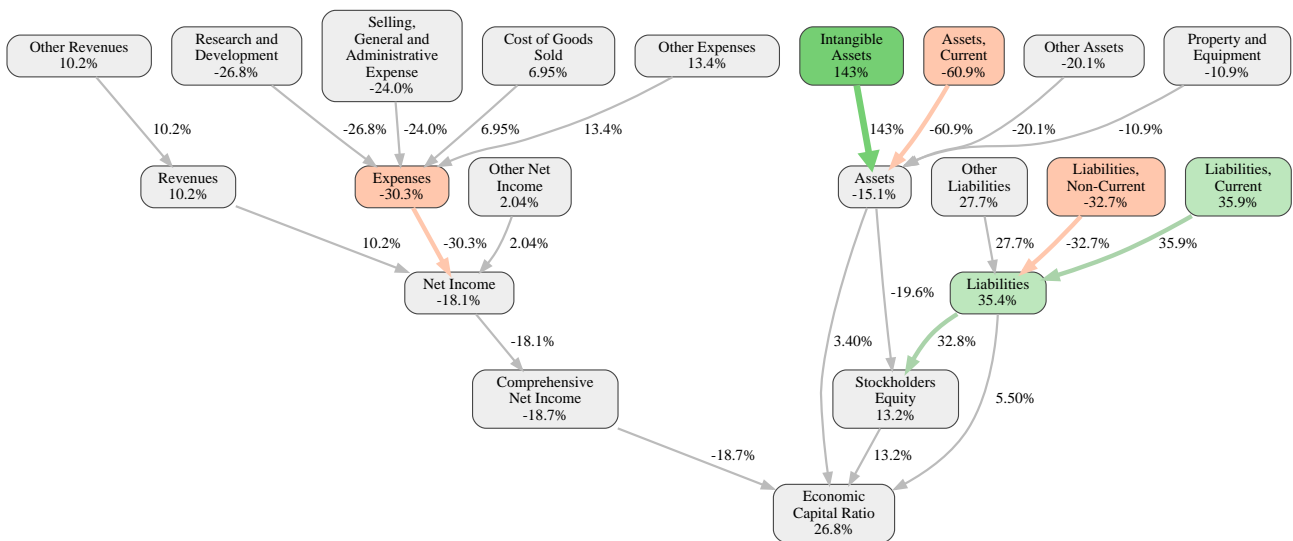 Other Revenues
10.2%
Research and
Development
-26.8%
Selling,
General and
Administrative
Expense
-24.0%
Cost of Goods
Sold
6.95%
Other Expenses
13.4%
Intangible
Assets
143%
Assets,
Current
-60.9%
Other Assets
-20.1%
Property and
Equipment
-10.9%
10.2%
-26.8%
-24.0%
6.95%
13.4%
143%
-60.9%
-20.1%
-10.9%
Revenues
10.2%
Expenses
-30.3%
Other Net
Income
2.04%
Assets
-15.1%
Other
Liabilities
27.7%
Liabilities,
Non-Current
-32.7%
Liabilities,
Current
35.9%
10.2%
-30.3%
2.04%
27.7%
-32.7%
35.9%
Net Income
-18.1%
-19.6%
Liabilities
35.4%
-18.1%
3.40%
32.8%
5.50%
Comprehensive
Net Income
-18.7%
Stockholders
Equity
13.2%
-18.7%
13.2%
Economic
Capital Ratio
26.8%